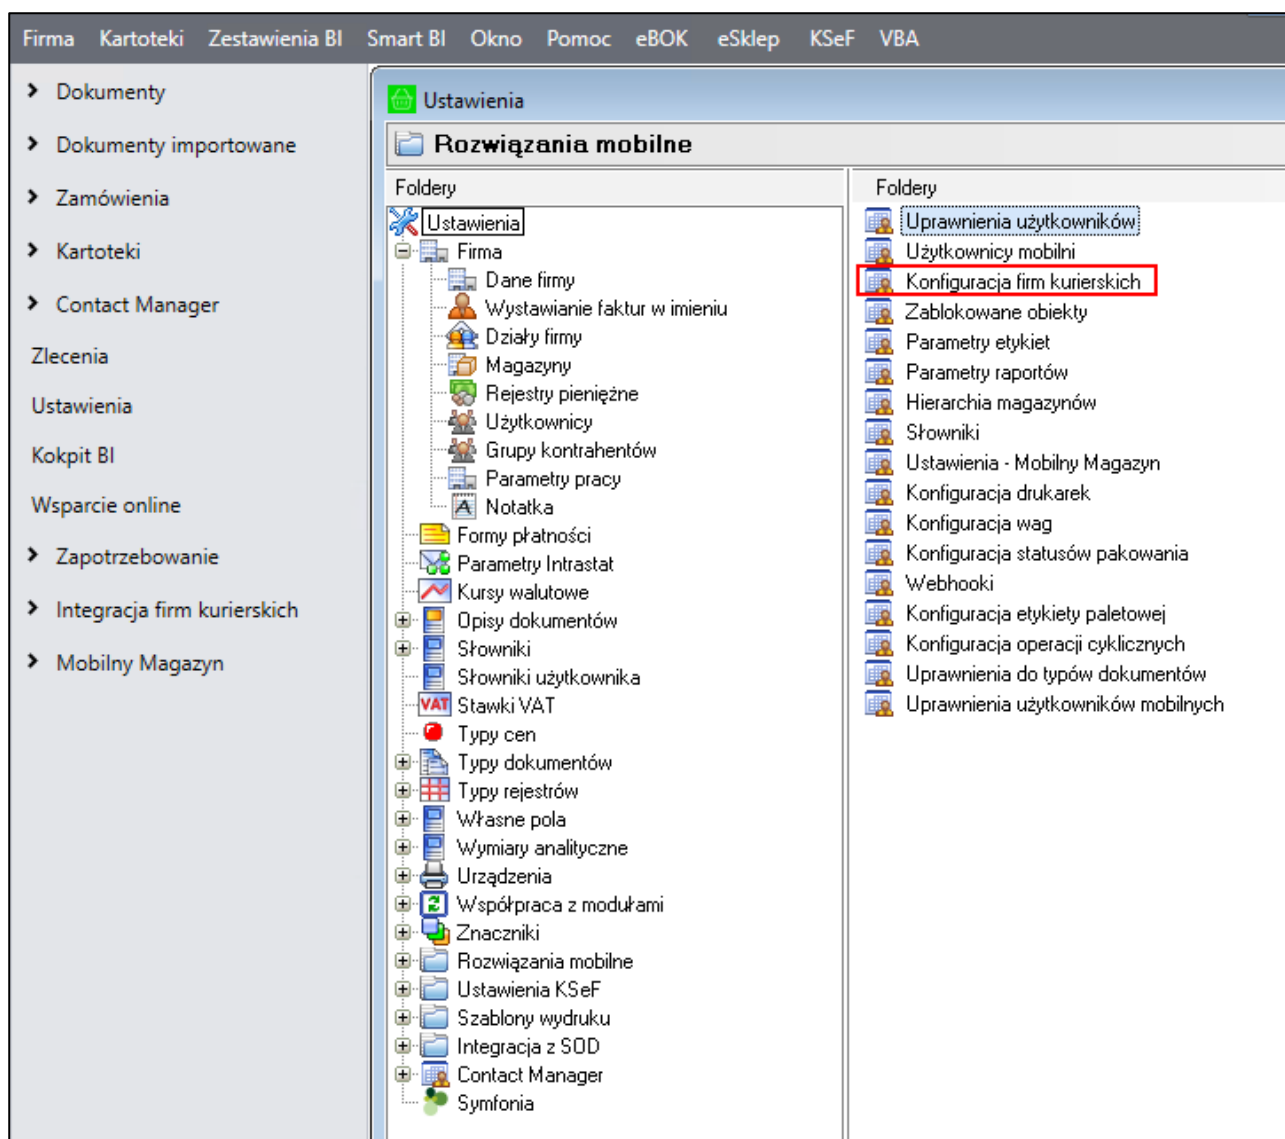 Firma Kartoteki Zestawienia BI Smart BI Okno Pomoc eBOK eSklep KSeF VBA
Dokumenty
Dokumenty importowane
Zamówienia
Kartoteki
Contact Manager
Zlecenia
Ustawienia
Kokpit BI
Wsparcie online
Zapotrzebowanie
Integracja firm kurierskich
Mobilny Magazyn
Ustawienia
Rozwiązania mobilne
Foldery
Ustawienia
Firma
Dane firmy
Wystawianie faktur w imieniu
Działy firmy
Magazyny
Rejestry pieniężne
Użytkownicy
Grupy kontrahentów
Parametry pracy
Notatka
Formy płatności
Parametry Intrastat
Kursy walutowe
Opisy dokumentów
Słowniki
Słowniki użytkownika
VAT Stawki VAT
Typy cen
Typy dokumentów
Typy rejestrów
Własne pola
Wymiary analityczne
Urządzenia
Współpraca z modułami
Znaczniki
Rozwiązania mobilne
Ustawienia KSeF
Szablony wydruku
Integracja z SOD
Contact Manager
Symfonia
Foldery
Uprawnienia użytkowników
Użytkownicy mobilni
Konfiguracja firm kurierskich
Zablokowane obiekty
Parametry etykiet
Parametry raportów
Hierarchia magazynów
Słowniki
Ustawienia - Mobilny Magazyn
Konfiguracja drukarek
Konfiguracja wag
Konfiguracja statusów pakowania
Webhooki
Konfiguracja etykiety paletowej
Konfiguracja operacji cyklicznych
Uprawnienia do typów dokumentów
Uprawnienia użytkowników mobilnych